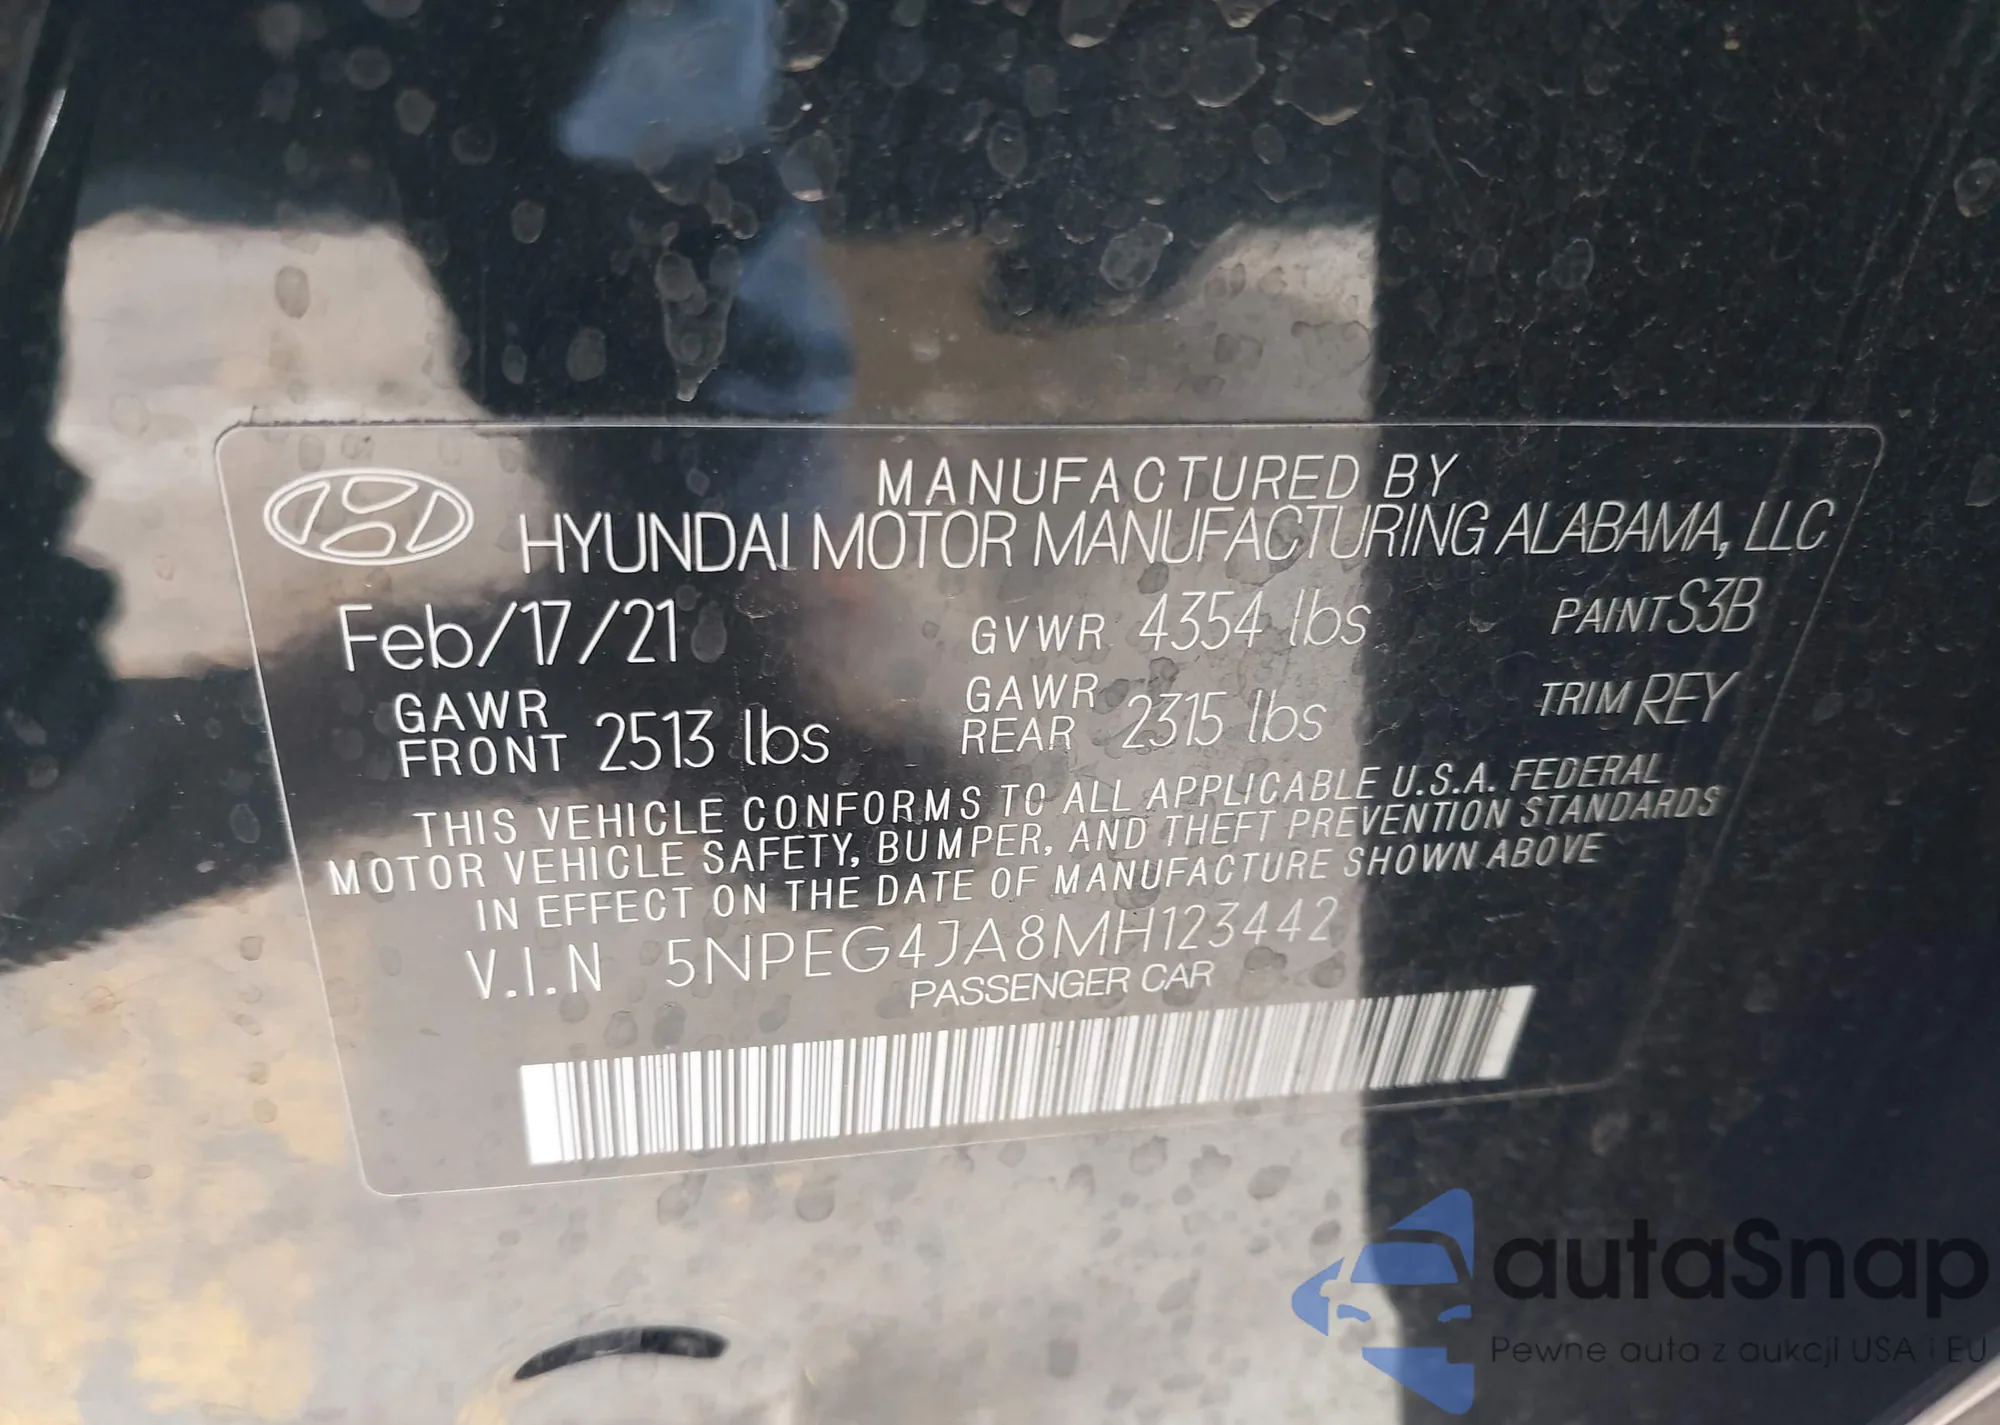 MANUFACTURED BY
HYUNDAI MOTOR MANUFACTURING ALABAMA, LLC
Feb/17/21 GVWR 4354 lbs PAINT S3B
GAWR FRONT 2513 lbs GAWR REAR 2315 lbs TRIM REY
THIS VEHICLE CONFORMS TO ALL APPLICABLE U.S.A. FEDERAL
MOTOR VEHICLE SAFETY, BUMPER, AND THEFT PREVENTION STANDARDS
IN EFFECT ON THE DATE OF MANUFACTURE SHOWN ABOVE
V.I.N 5NPEG4JA8MH123442
PASSENGER CAR
autaSnap
Pewne auta z aukcji USA i EU